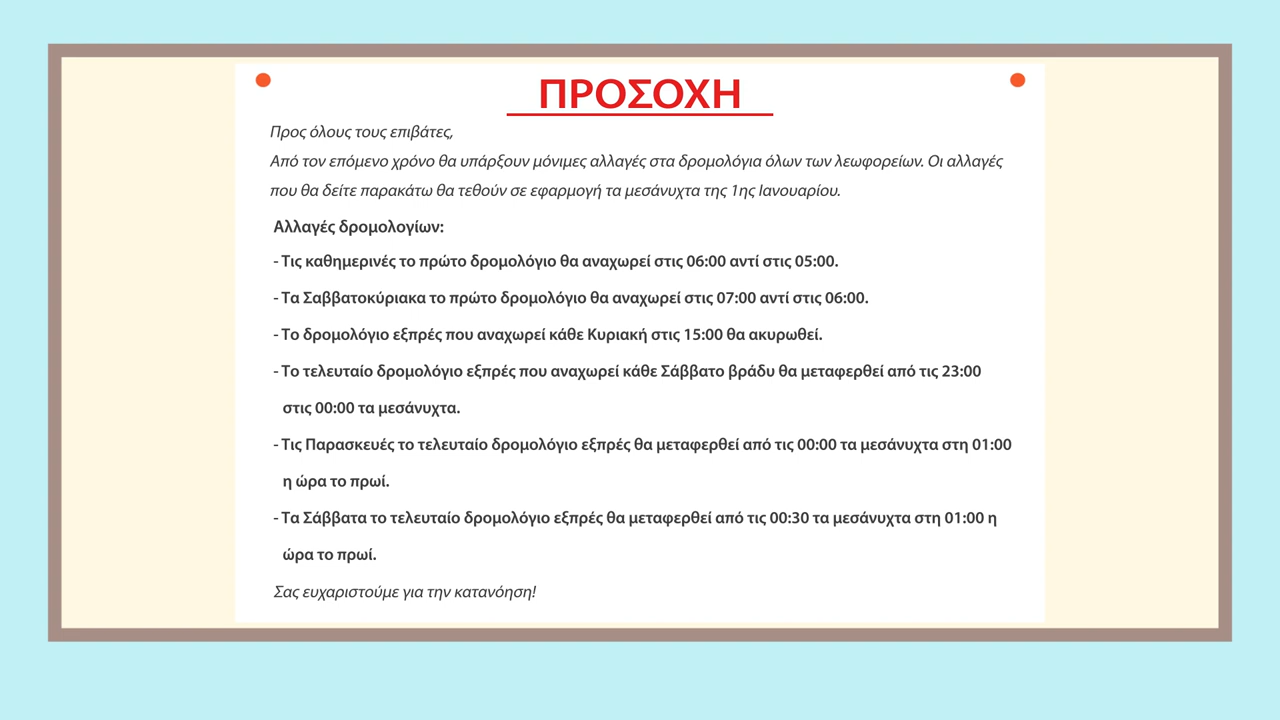 ΠΡΟΣΟΧΗ
Προς όλους τους επιβάτες,
Από τον επόμενο χρόνο θα υπάρξουν μόνιμες αλλαγές στα δρομολόγια όλων των λεωφορείων. Οι αλλαγές
που θα δείτε παρακάτω θα τεθούν σε εφαρμογή τα μεσάνυχτα της 1ης Ιανουαρίου.
Αλλαγές δρομολογίων:
- Τις καθημερινές το πρώτο δρομολόγιο θα αναχωρεί στις 06:00 αντί στις 05:00.
- Τα Σαββατοκύριακα το πρώτο δρομολόγιο θα αναχωρεί στις 07:00 αντί στις 06:00.
- Το δρομολόγιο εξπρές που αναχωρεί κάθε Κυριακή στις 15:00 θα ακυρωθεί.
- Το τελευταίο δρομολόγιο εξπρές που αναχωρεί κάθε Σάββατο βράδυ θα μεταφερθεί από τις 23:00
στις 00:00 τα μεσάνυχτα.
- Τις Παρασκευές το τελευταίο δρομολόγιο εξπρές θα μεταφερθεί από τις 00:00 τα μεσάνυχτα στη 01:00
η ώρα το πρωί.
- Τα Σάββατα το τελευταίο δρομολόγιο εξπρές θα μεταφερθεί από τις 00:30 τα μεσάνυχτα στη 01:00 η
ώρα το πρωί.
Σας ευχαριστούμε για την κατανόηση!